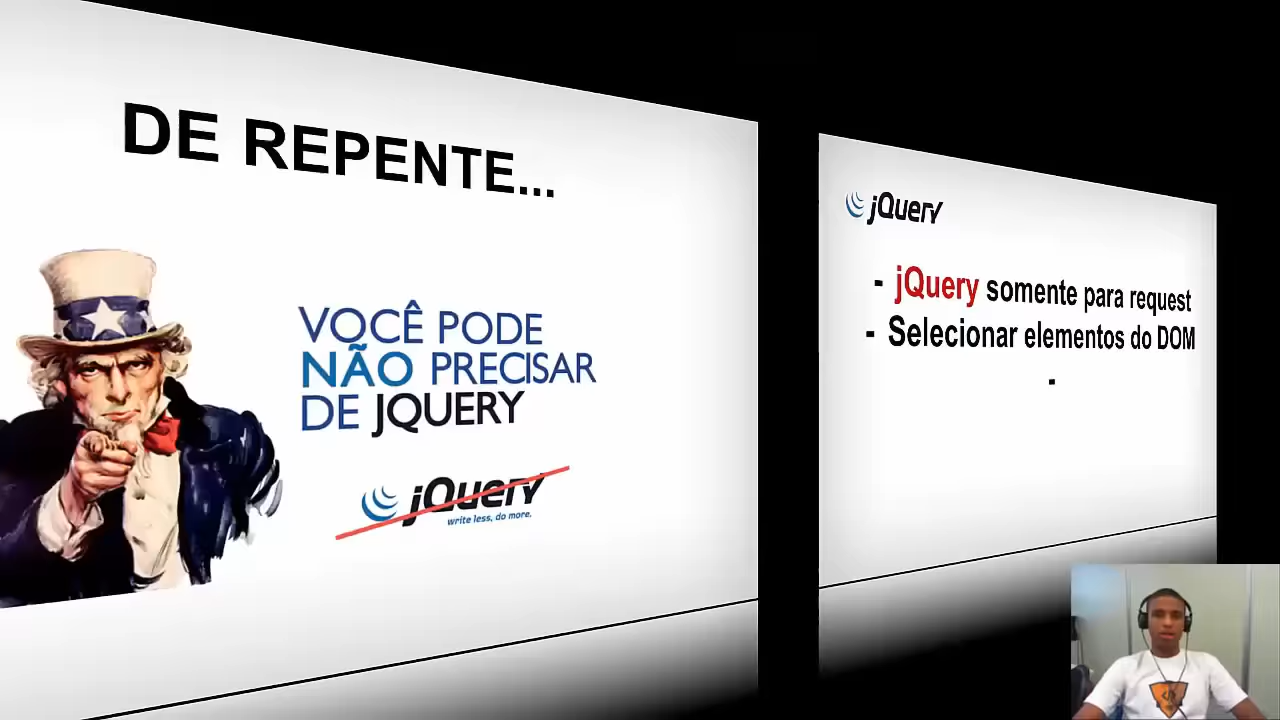 DE REPENTE...
VOCÊ PODE
NÃO PRECISAR
DE JQUERY
jQuery
write less, do more.
jQuery
- jQuery somente para request
- Selecionar elementos do DOM
-